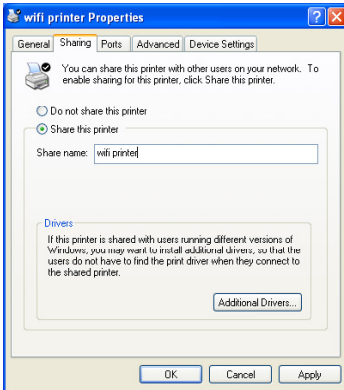 wifi printer Properties
General Sharing Ports Advanced Device Settings
You can share this printer with other users on your network. To
enable sharing for this printer, click Share this printer.
Do not share this printer
Share this printer
Share name: wifi printer
Drivers
If this printer is shared with users running different versions of
Windows, you may want to install additional drivers, so that the
users do not have to find the print driver when they connect to
the shared printer.
Additional Drivers...
OK Cancel Apply